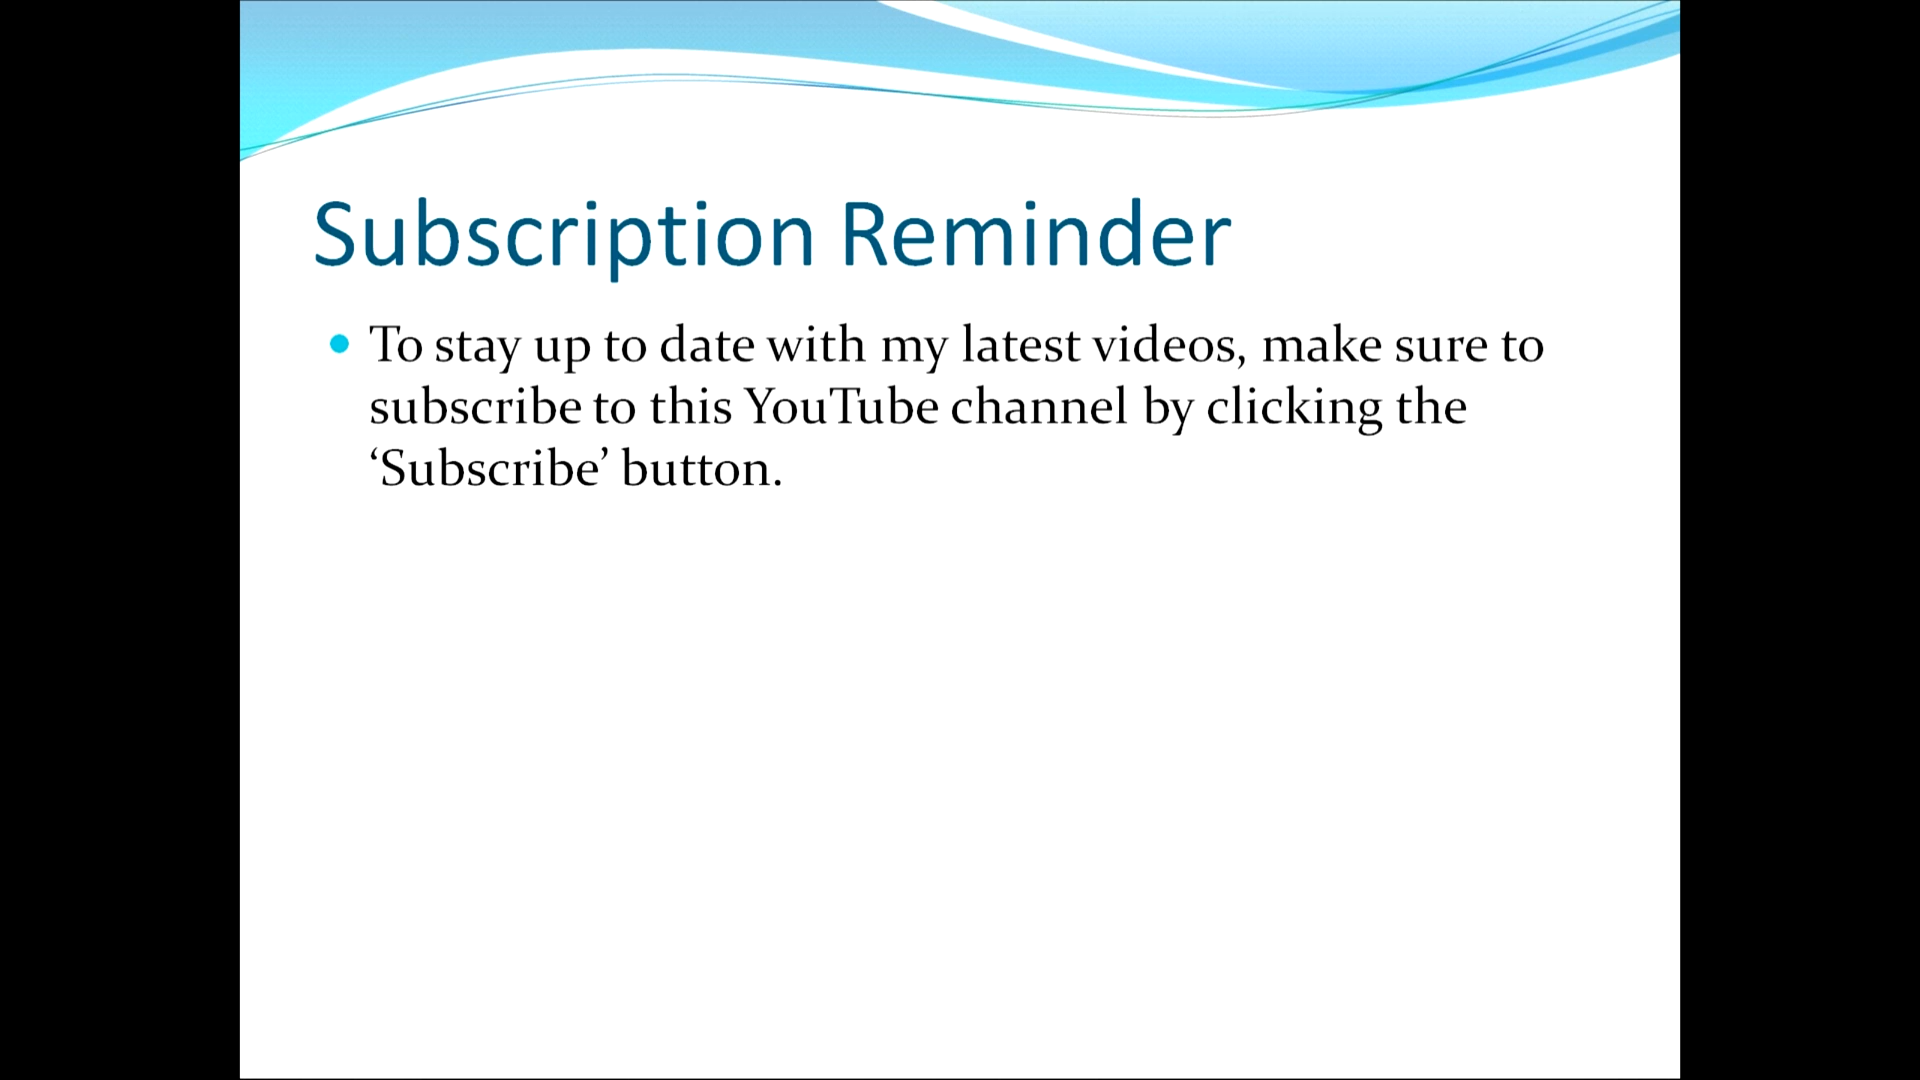 Subscription Reminder
• To stay up to date with my latest videos, make sure to
subscribe to this YouTube channel by clicking the
‘Subscribe’ button.